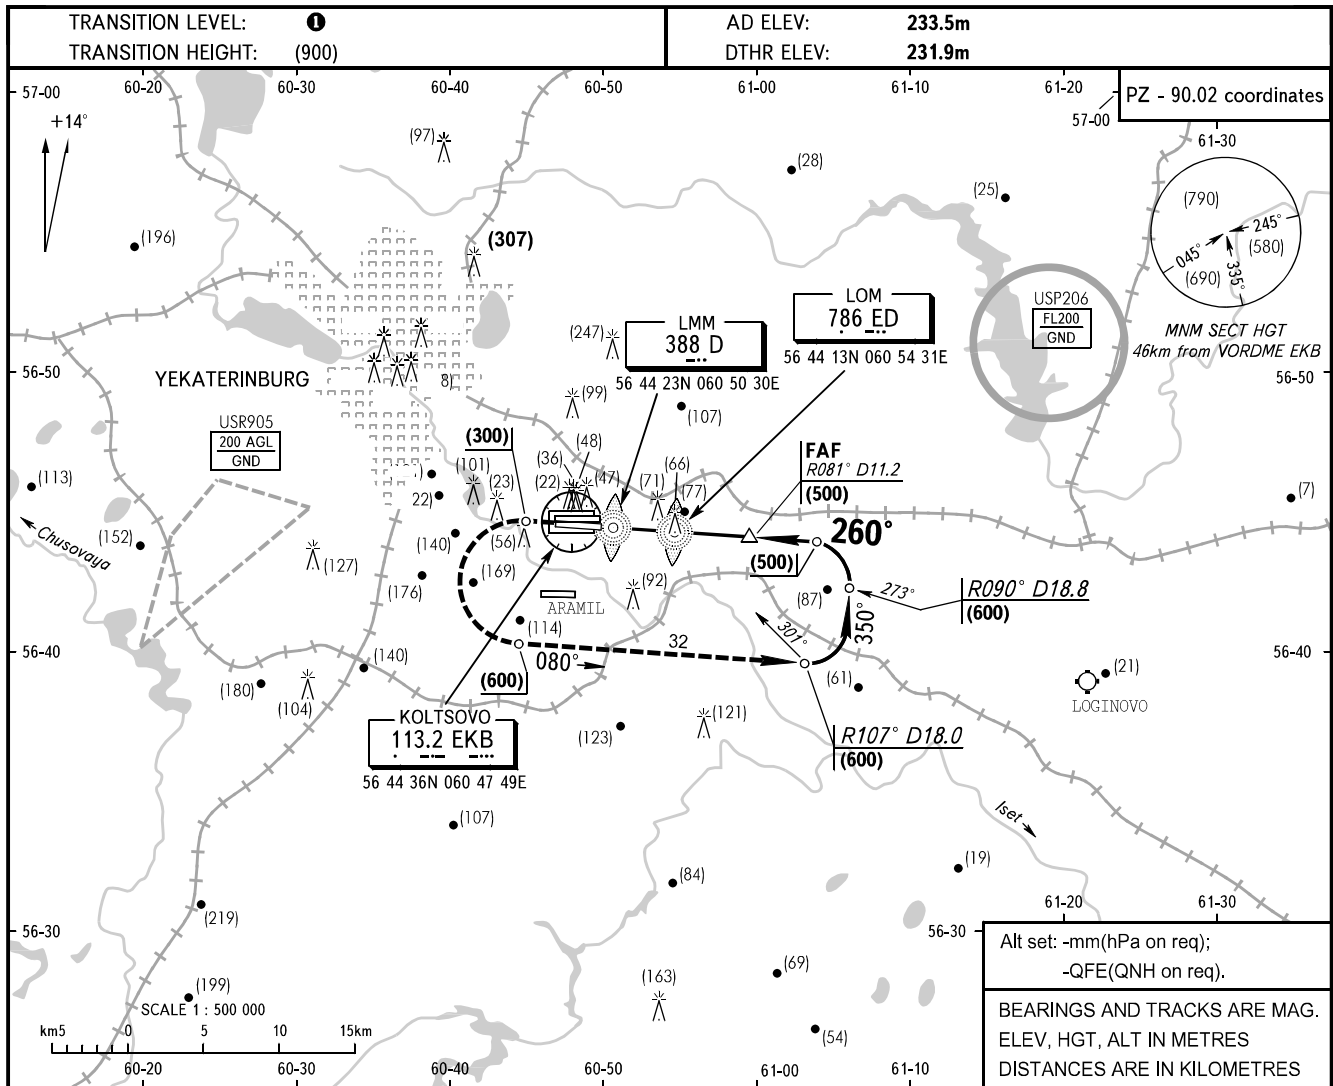 TRANSITION LEVEL: ❶
TRANSITION HEIGHT: (900)
AD ELEV: 233.5m
DTHR ELEV: 231.9m
60-20 60-30 60-40 60-50 61-00 61-10 61-20
57-00
PZ - 90.02 coordinates
57-00
61-30
+14°
(97)
(28)
(25)
(196)
(307)
(790)
245°
045°
(580)
(690)
335°
MNM SECT HGT
46km from VORDME EKB
USP206
FL200
GND
LOM
786 ED
56 44 13N 060 54 31E
LMM
388 D
56 44 23N 060 50 30E
(247)
56-50
56-50
YEKATERINBURG
8)
(99)
(107)
USR905
200 AGL
GND
(300)
(48)
(36)
(66)
FAF
R081° D11.2
(500)
(113)
(101)
(23)
(22)
(47)
(71)
(77)
(7)
22)
Chusovaya
(152)
(140)
(56)
(127)
260°
(500)
(176)
(169)
(92)
(87)
273°
R090° D18.8
(600)
ARAMIL
(114)
350°
301°
32
080°
56-40
56-40
(140)
(600)
(61)
(21)
(180)
(104)
LOGINOVO
KOLTSOVO
113.2 EKB
56 44 36N 060 47 49E
(121)
(123)
R107° D18.0
(600)
Iset
(107)
(19)
(84)
(219)
61-20 61-30
56-30
56-30
Alt set: -mm(hPa on req);
-QFE(QNH on req).
(69)
(163)
(199)
(54)
SCALE 1 : 500 000
km5 0 5 10 15km
BEARINGS AND TRACKS ARE MAG.
ELEV, HGT, ALT IN METRES
DISTANCES ARE IN KILOMETRES
60-20 60-30 60-40 60-50 61-00 61-10